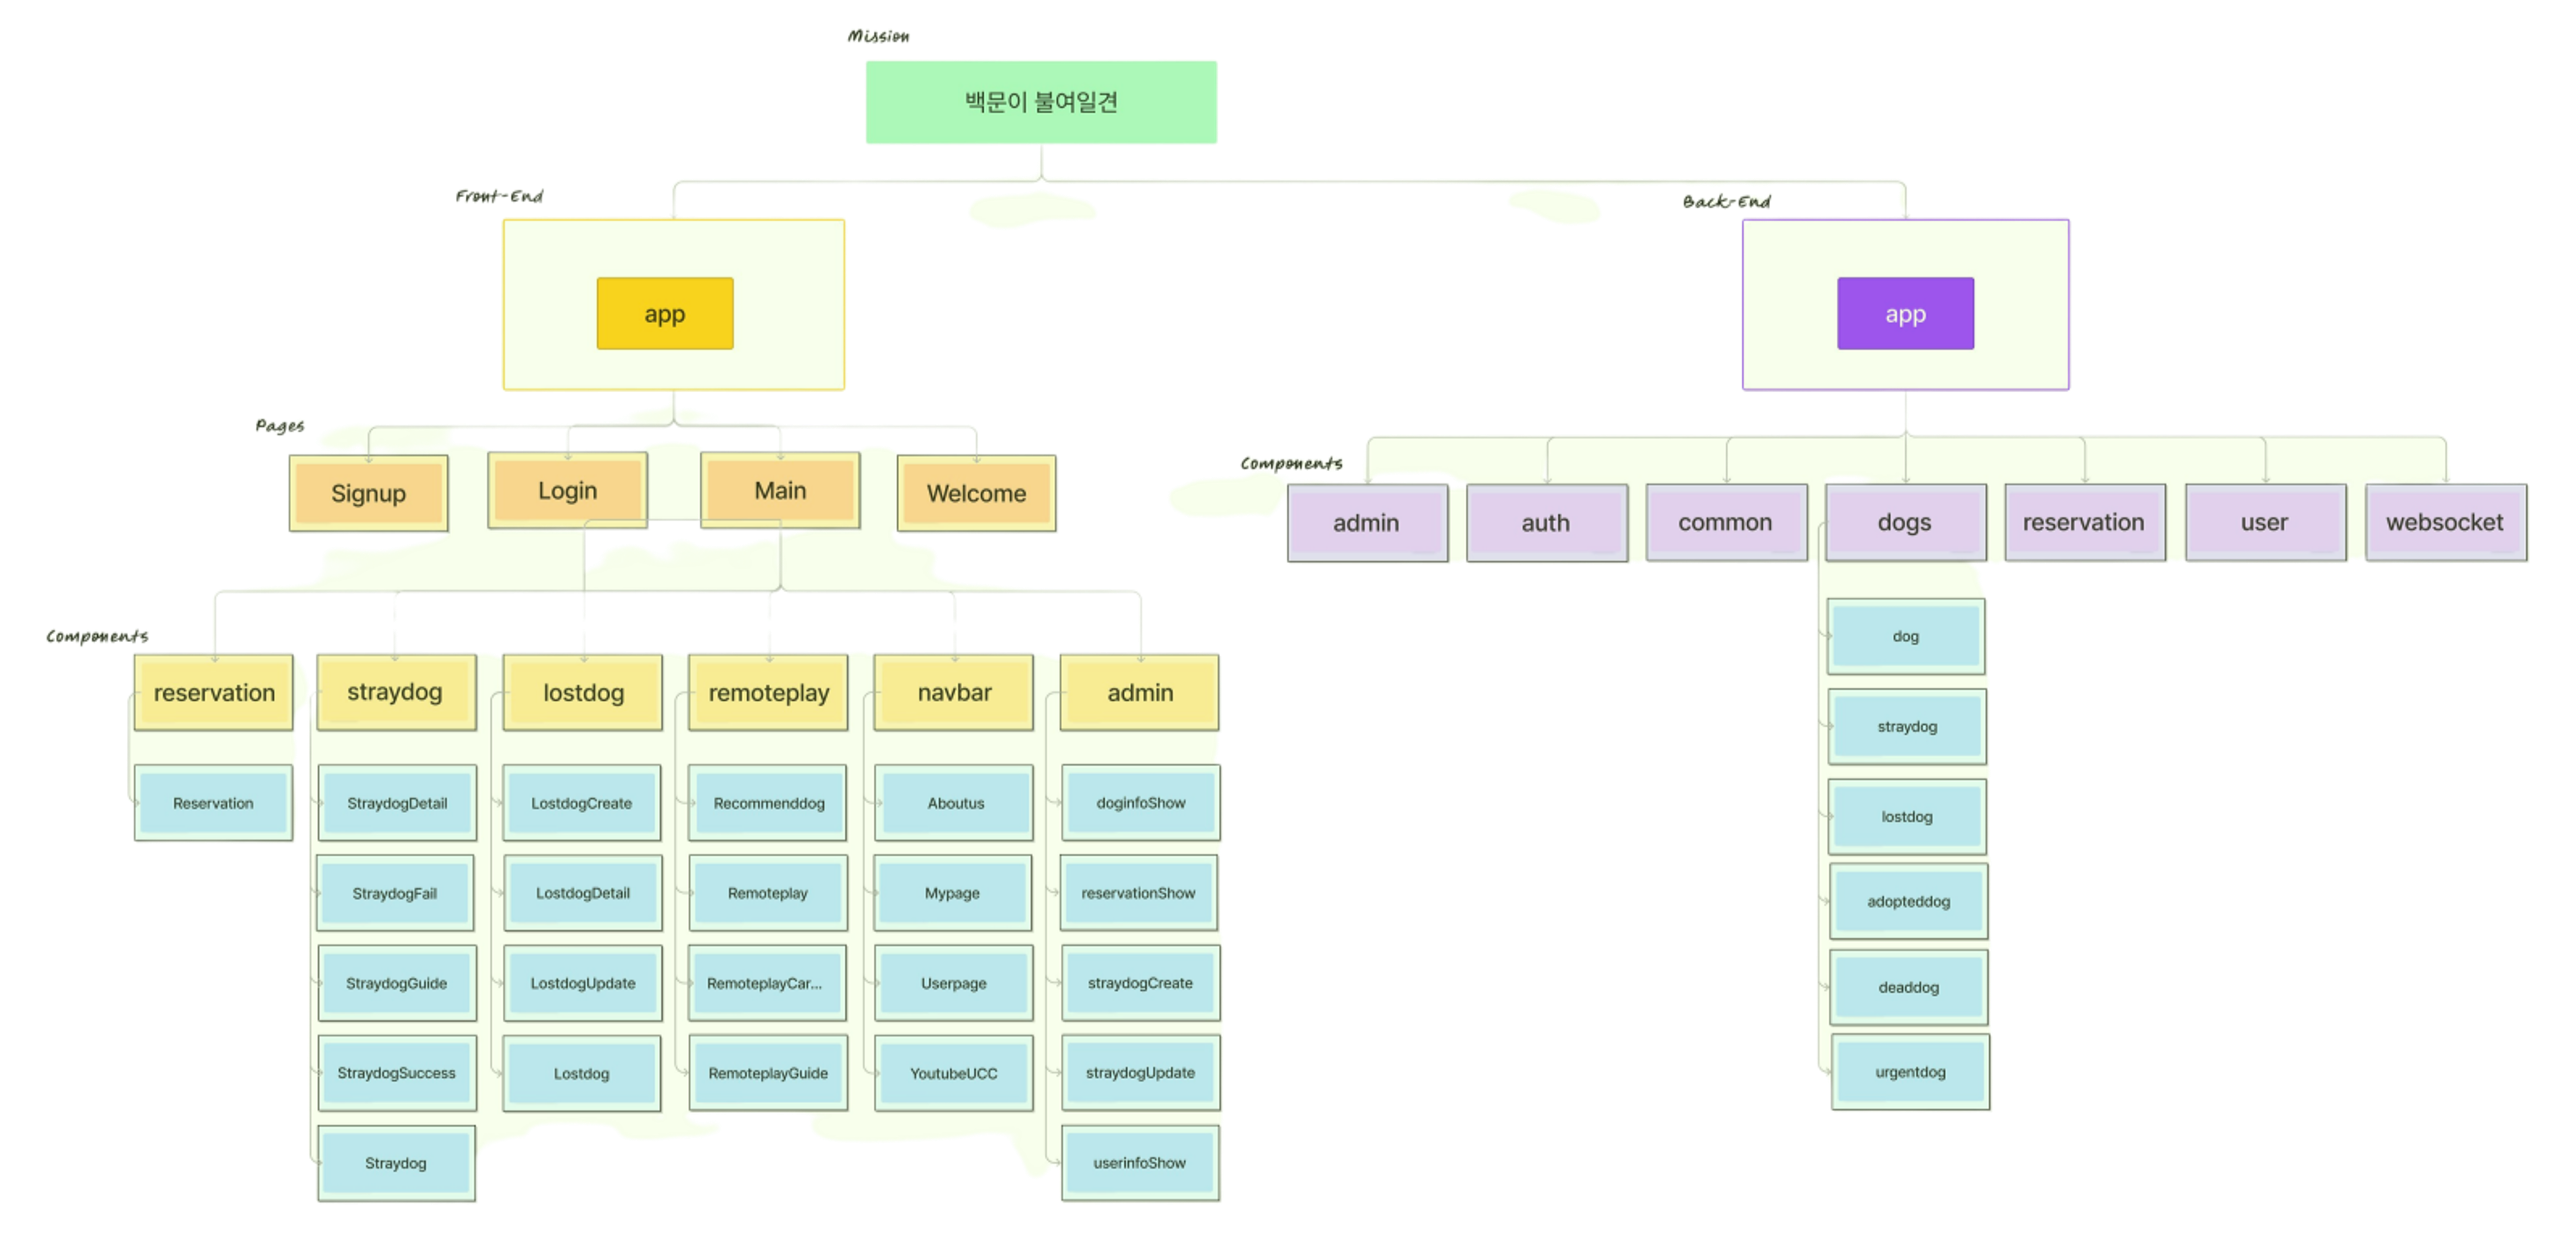 Mission
백문이 불여일견
Front-End
Back-End
app
app
Pages
Signup
Login
Main
Welcome
Components
admin
auth
common
dogs
reservation
user
websocket
dog
straydog
lostdog
adopteddog
deaddog
urgentdog
Components
reservation
straydog
lostdog
remoteplay
navbar
admin
Reservation
StraydogDetail
LostdogCreate
Recommenddog
Aboutus
doginfoShow
StraydogFail
LostdogDetail
Remoteplay
Mypage
reservationShow
StraydogGuide
LostdogUpdate
RemoteplayCar...
Userpage
straydogCreate
StraydogSuccess
Lostdog
RemoteplayGuide
YoutubeUCC
straydogUpdate
Straydog
userinfoShow